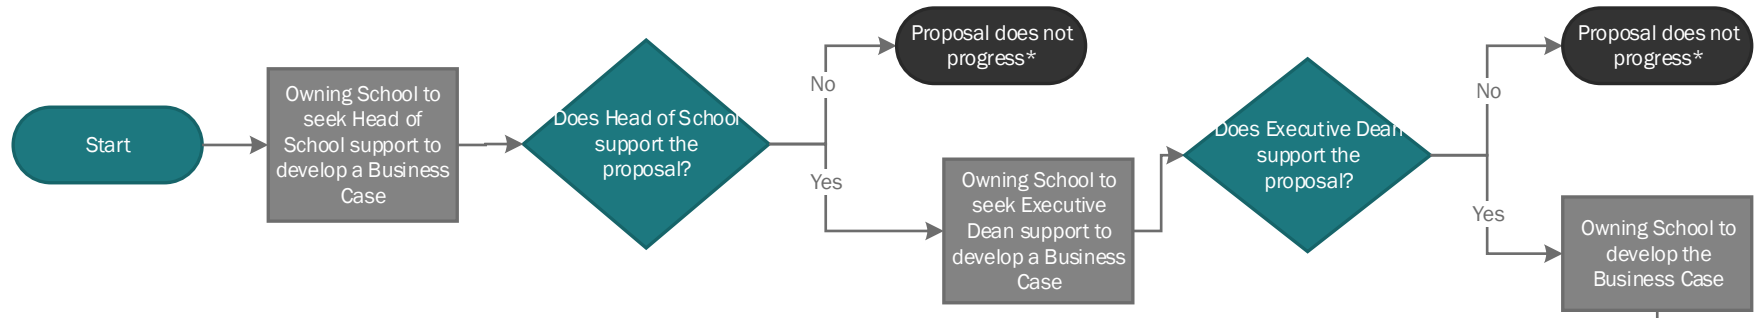 Start
Owning School to
seek Head of
School support to
develop a Business
Case
Does Head of School
support the
proposal?
No
Proposal does not
progress*
Yes
Owning School to
seek Executive
Dean support to
develop a Business
Case
Does Executive Dean
support the
proposal?
No
Proposal does not
progress*
Yes
Owning School to
develop the
Business Case